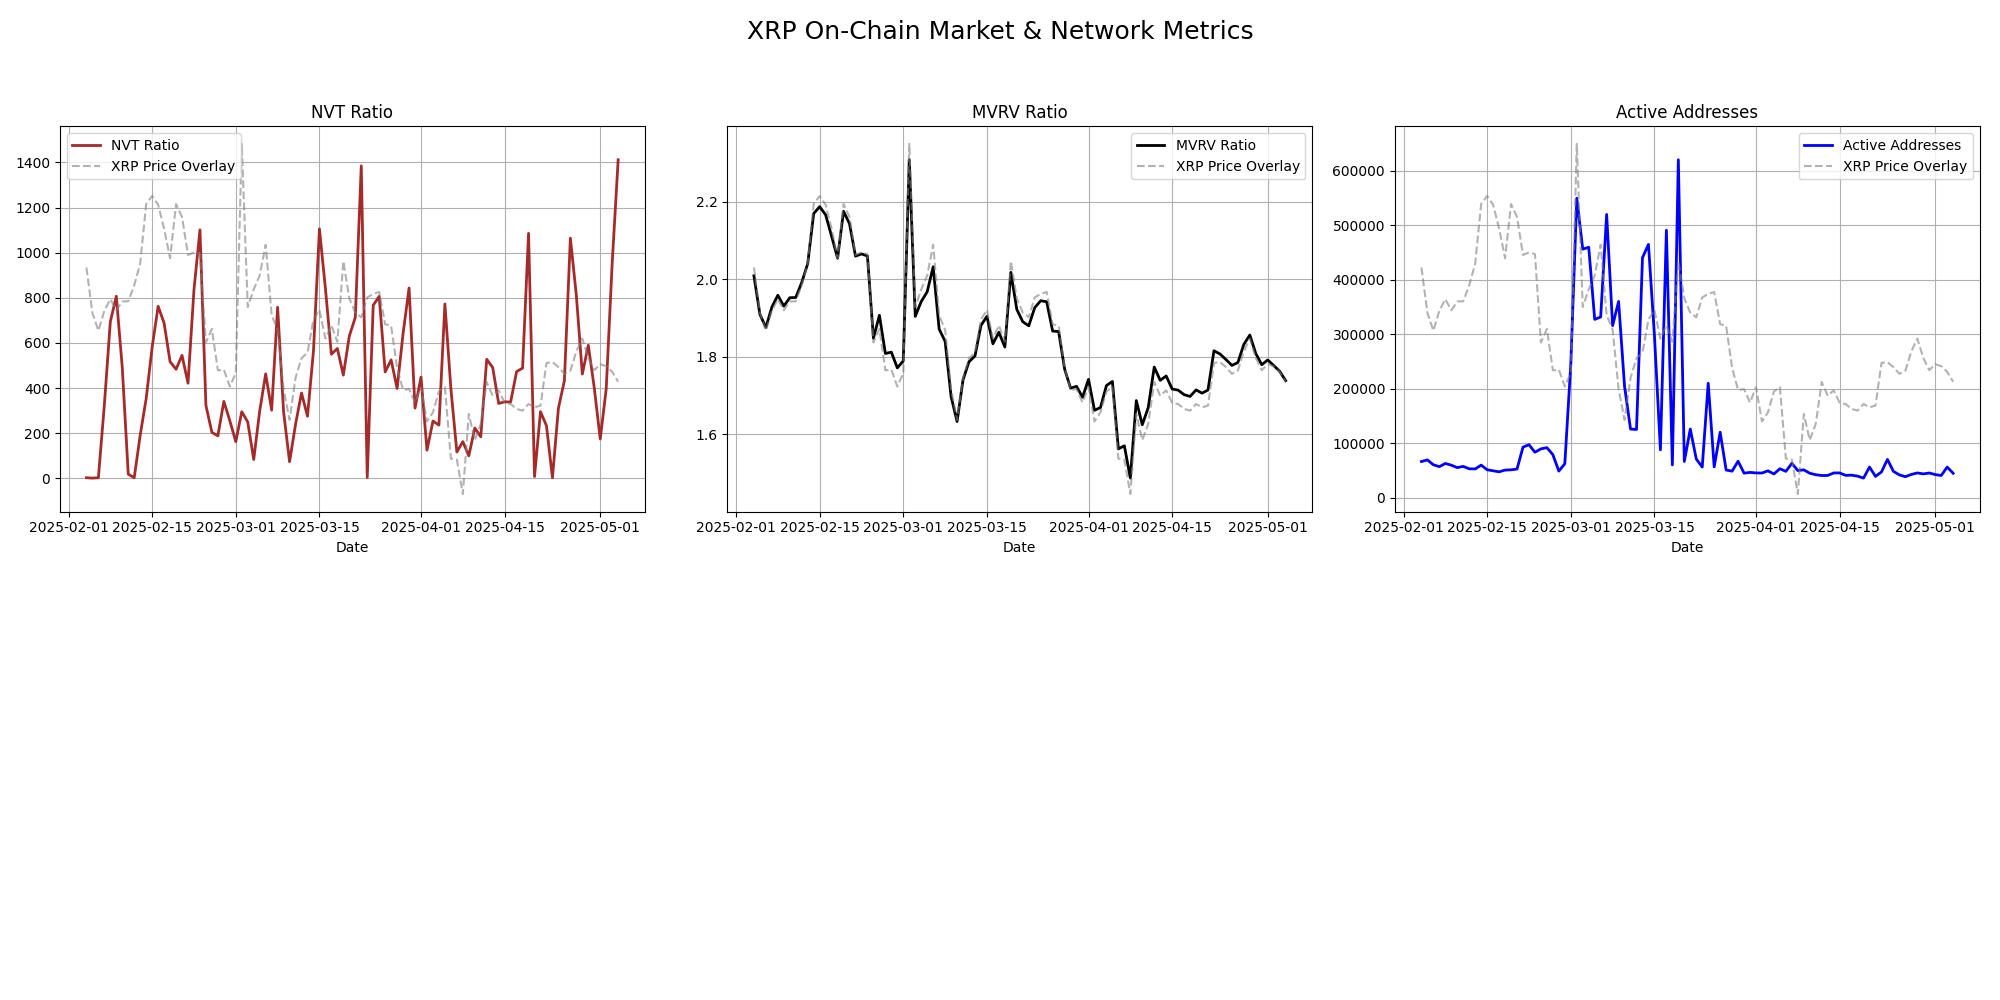 XRP On-Chain Market & Network Metrics
NVT Ratio
NVT Ratio
XRP Price Overlay
1400
1200
1000
800
600
400
200
0
2025-02-01 2025-02-15 2025-03-01 2025-03-15 2025-04-01 2025-04-15 2025-05-01
Date
MVRV Ratio
MVRV Ratio
XRP Price Overlay
2.2
2.0
1.8
1.6
2025-02-01 2025-02-15 2025-03-01 2025-03-15 2025-04-01 2025-04-15 2025-05-01
Date
Active Addresses
Active Addresses
XRP Price Overlay
600000
500000
400000
300000
200000
100000
0
2025-02-01 2025-02-15 2025-03-01 2025-03-15 2025-04-01 2025-04-15 2025-05-01
Date